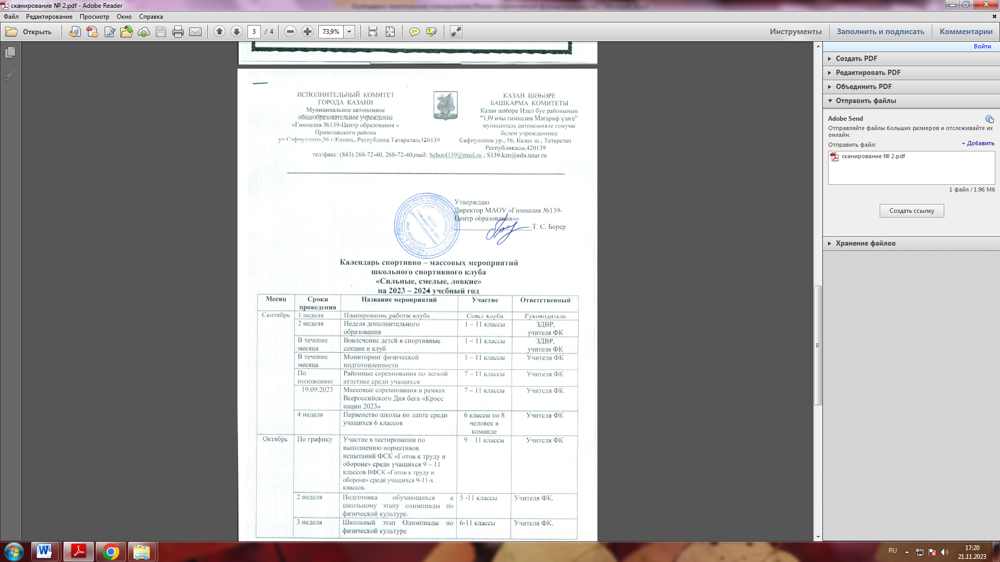 сканирование № 2.pdf - Adobe Reader
Файл Редактирование Просмотр Окно Справка
Открыть 3 / 4 73,9% Инструменты Заполнить и подписать Комментарии
ИСПОЛНИТЕЛЬНЫЙ КОМИТЕТ
ГОРОДА КАЗАНИ
Муниципальное автономное
общеобразовательное учреждение
«Гимназия №139-Центр образования »
Приволжского района
ул.Сафиуллина,56 г.Казань, Республика Татарстан,420139
КАЗАН ШӘҺӘРЕ
БАШКАРМА КОМИТЕТЫ
Казан шәһәре Идел буе районының
"139 нчы гимназия Мәгариф үзәге"
муниципаль автономияле гомуми
белем учреждениесе
Сафиуллина ур., 56, Казан ш., Татарстан
Республикасы,420139
тел/факс: (843) 268-72-40, 268-72-40,mail: School139@mail.ru ; S139.kzn@edu.tatar.ru
Утверждаю
Директор МАОУ «Гимназия №139-
Центр образования»»
Т. С. Борер
МАОУ
Гимназия №139 -
Центр образования
Календарь спортивно – массовых мероприятий
школьного спортивного клуба
«Сильные, смелые, ловкие»
на 2023 – 2024 учебный год
Месяц Сроки проведения Название мероприятий Участие Ответственный
Сентябрь 1 неделя Планирование работы клуба Совет клуба Руководитель
2 неделя Неделя дополнительного 1 – 11 классы ЗДВР,
образования учителя ФК
В течение Вовлечение детей в спортивные 1 – 11 классы ЗДВР,
месяца секции и клуб учителя ФК
В течение Мониторинг физической 1 – 11 классы Учителя ФК
месяца подготовленности
По Районные соревнования по легкой 7 – 11 классы Учителя ФК
положению атлетике среди учащихся
19.09.2023 Массовые соревнования в рамках 7 – 11 классы Учителя ФК
Всероссийского Дня бега «Кросс
нации 2023»
4 неделя Первенство школы по лапте среди 6 классы по 8 Учителя ФК
учащихся 6 классов человек в
команде
Октябрь По графику Участие в тестировании по 9 – 11 классы Учителя ФК
выполнению нормативов
испытаний ФСК «Готов к труду и
обороне» среди учащихся 9 – 11
классов ВФСК «Готов к труду и
обороне» среди учащихся 9-11-х
классов.
2 неделя Подготовка обучающихся к 5 -11 классы Учителя ФК.
школьному этапу олимпиады по
физической культуре.
3 неделя Школьный этап Олимпиады по 6-11 классы Учителя ФК.
физической культуре
Войти
Создать PDF
Редактировать PDF
Объединить PDF
Отправить файлы
Adobe Send
Отправляйте файлы больших размеров и отслеживайте их
онлайн.
Отправить файл: + Добавить
сканирование № 2.pdf
1 файл / 1.96 Мб
Создать ссылку
Хранение файлов
RU 17:20
21.11.2023